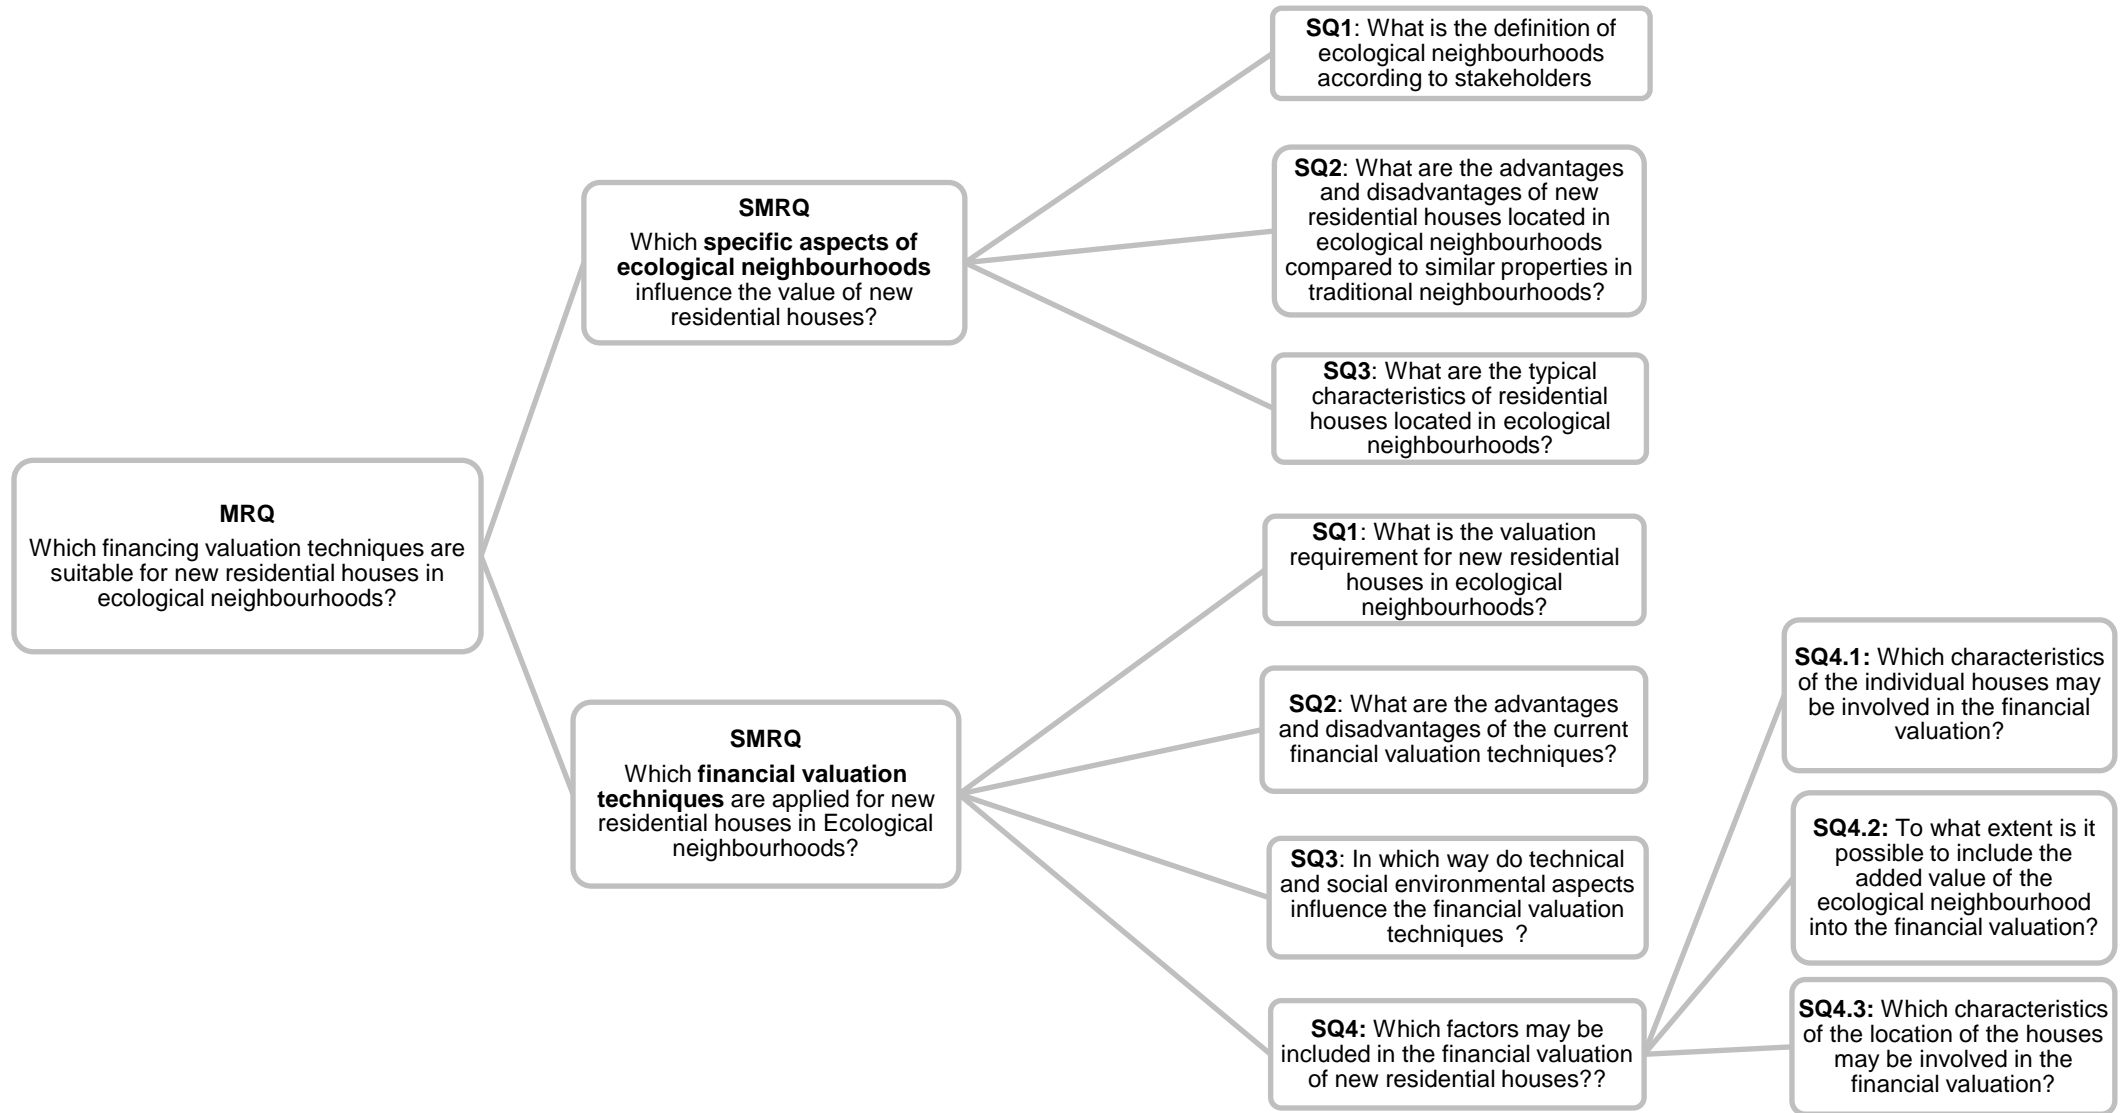 MRQ
Which financing valuation techniques are
suitable for new residential houses in
ecological neighbourhoods?
SMRQ
Which specific aspects of
ecological neighbourhoods
influence the value of new
residential houses?
SQ1: What is the definition of
ecological neighbourhoods
according to stakeholders
SQ2: What are the advantages
and disadvantages of new
residential houses located in
ecological neighbourhoods
compared to similar properties in
traditional neighbourhoods?
SQ3: What are the typical
characteristics of residential
houses located in ecological
neighbourhoods?
SMRQ
Which financial valuation
techniques are applied for new
residential houses in Ecological
neighbourhoods?
SQ1: What is the valuation
requirement for new residential
houses in ecological
neighbourhoods?
SQ2: What are the advantages
and disadvantages of the current
financial valuation techniques?
SQ3: In which way do technical
and social environmental aspects
influence the financial valuation
techniques  ?
SQ4: Which factors may be
included in the financial valuation
of new residential houses??
SQ4.1: Which characteristics
of the individual houses may
be involved in the financial
valuation?
SQ4.2: To what extent is it
possible to include the
added value of the
ecological neighbourhood
into the financial valuation?
SQ4.3: Which characteristics
of the location of the houses
may be involved in the
financial valuation?